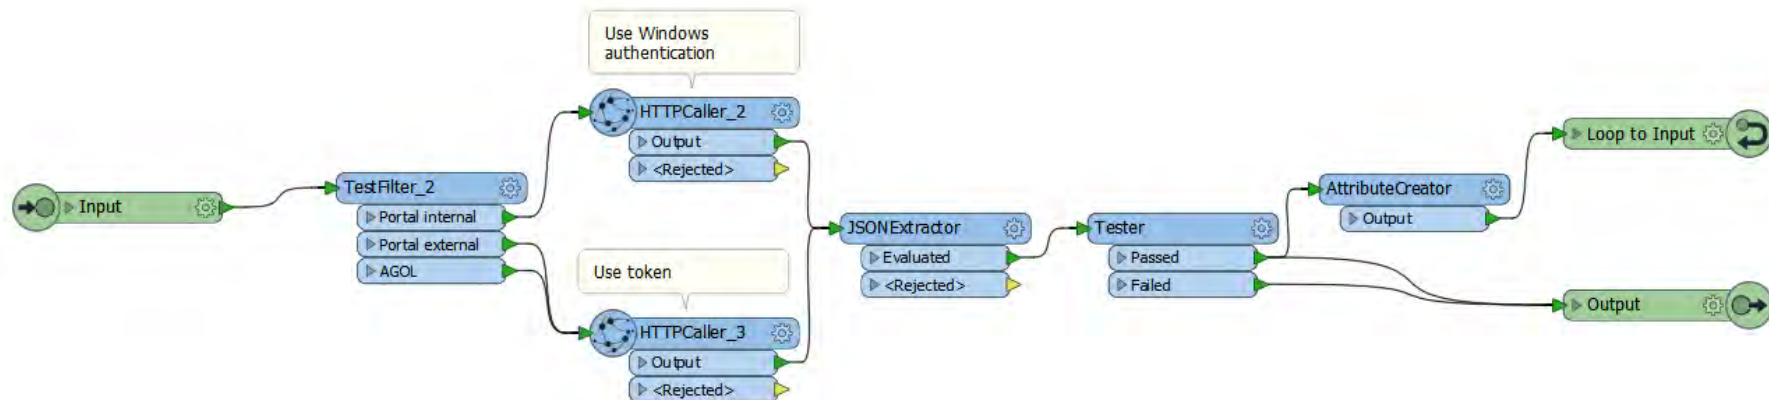 Use Windows
authentication
HTTPCaller_2
Output
<Rejected>
Input
TestFilter_2
Portal internal
Portal external
AGOL
Use token
HTTPCaller_3
Output
<Rejected>
JSONExtractor
Evaluated
<Rejected>
Tester
Passed
Failed
AttributeCreator
Output
Loop to Input
Output